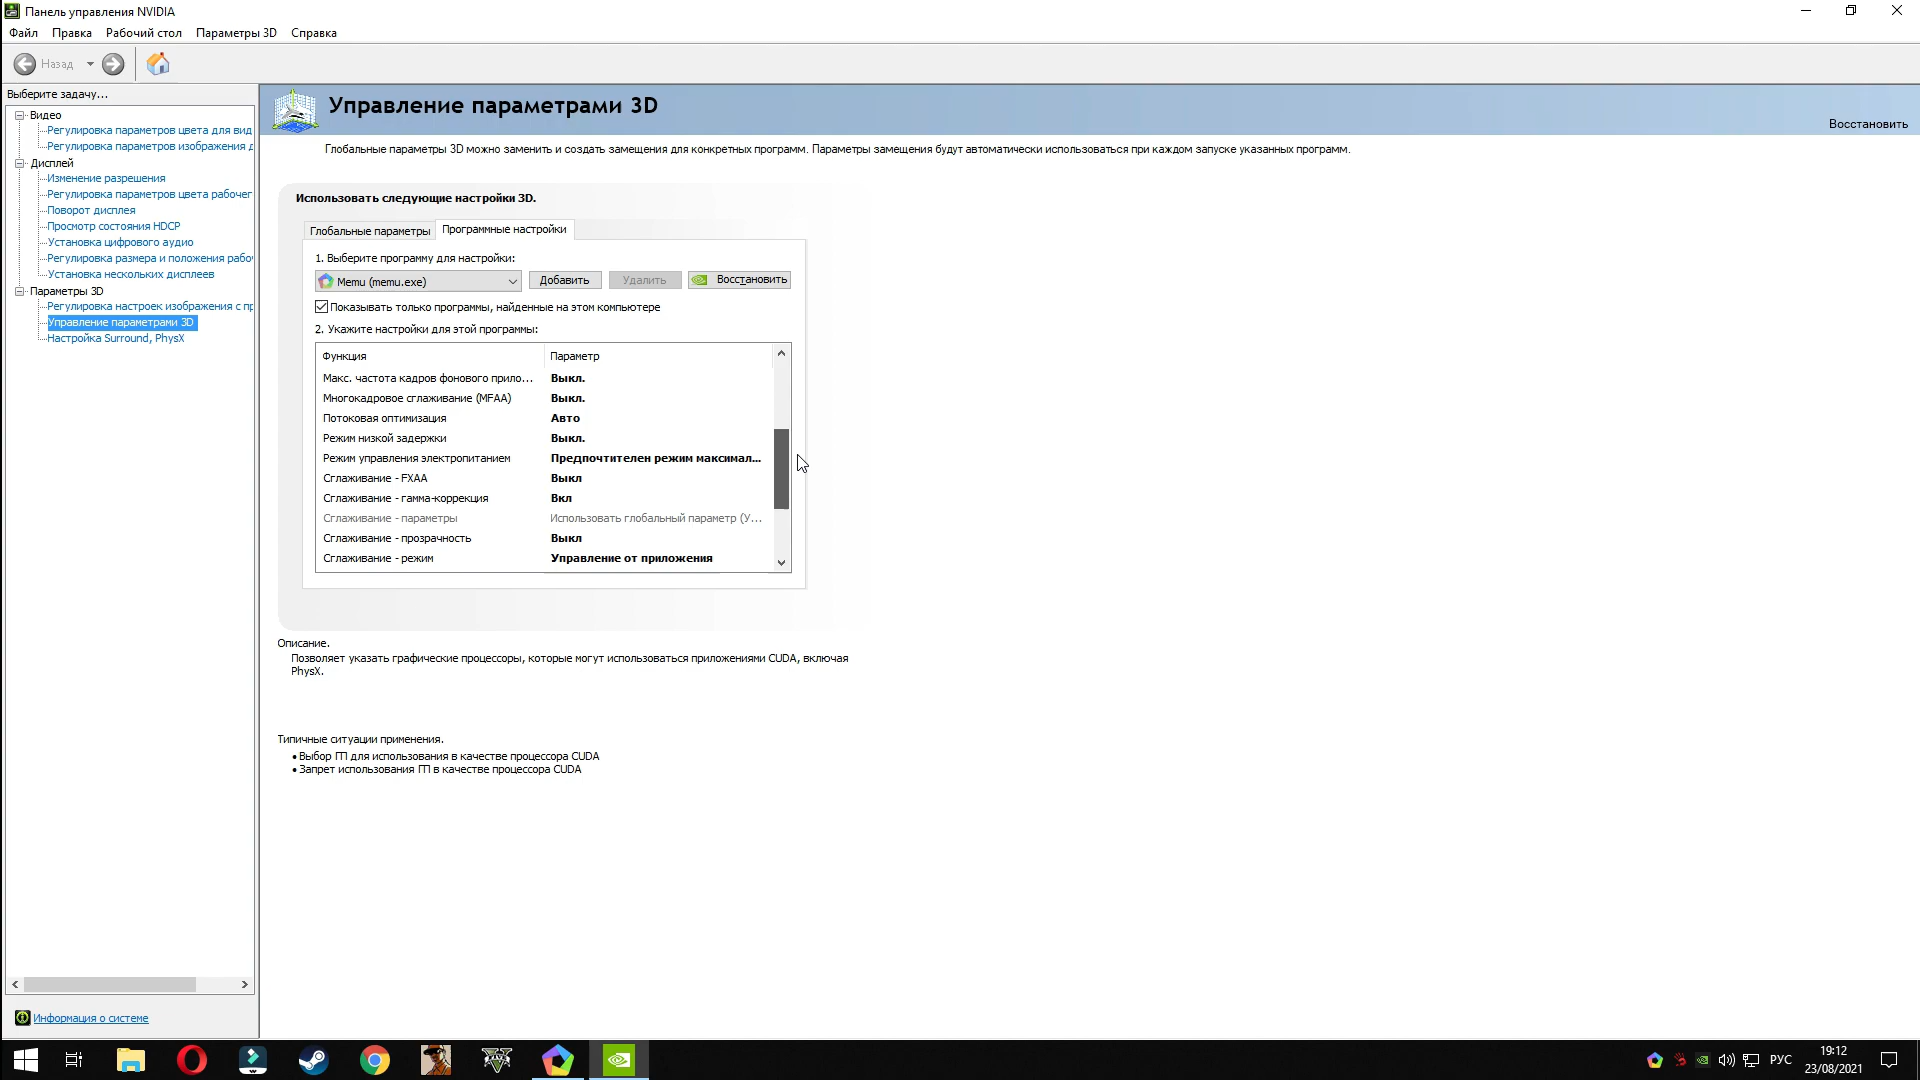 Панель управления NVIDIA
Файл Правка Рабочий стол Параметры 3D Справка
Назад
Выберите задачу...
Видео
Регулировка параметров цвета для вид
Регулировка параметров изображения д
Дисплей
Изменение разрешения
Регулировка параметров цвета рабочег
Поворот дисплея
Просмотр состояния HDCP
Установка цифрового аудио
Регулировка размера и положения рабо
Установка нескольких дисплеев
Параметры 3D
Регулировка настроек изображения с пр
Управление параметрами 3D
Настройка Surround, PhysX
Информация о системе
Управление параметрами 3D
Восстановить
Глобальные параметры 3D можно заменить и создать замещения для конкретных программ. Параметры замещения будут автоматически использоваться при каждом запуске указанных программ.
Использовать следующие настройки 3D.
Глобальные параметры Программные настройки
1. Выберите программу для настройки:
Memu (memu.exe) Добавить Удалить Восстановить
Показывать только программы, найденные на этом компьютере
2. Укажите настройки для этой программы:
Функция Параметр
Макс. частота кадров фонового прило... Выкл.
Многокадровое сглаживание (MFAA) Выкл.
Потоковая оптимизация Авто
Режим низкой задержки Выкл.
Режим управления электропитанием Предпочтителен режим максимал...
Сглаживание - FXAA Выкл
Сглаживание - гамма-коррекция Вкл
Сглаживание - параметры Использовать глобальный параметр (У...
Сглаживание - прозрачность Выкл
Сглаживание - режим Управление от приложения
Описание.
Позволяет указать графические процессоры, которые могут использоваться приложениями CUDA, включая
PhysX.
Типичные ситуации применения.
• Выбор ГП для использования в качестве процессора CUDA
• Запрет использования ГП в качестве процессора CUDA
РУС
19:12
23/08/2021